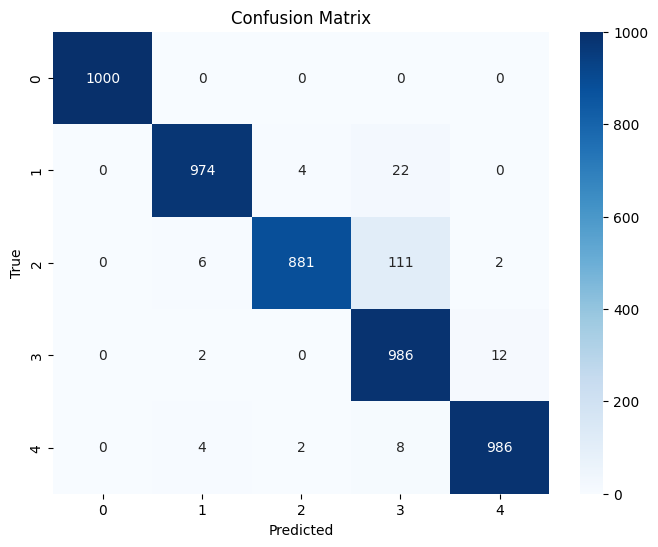 Confusion Matrix
True
0 1000 0 0 0 0
1 0 974 4 22 0
2 0 6 881 111 2
3 0 2 0 986 12
4 0 4 2 8 986
0 1 2 3 4
Predicted
1000
800
600
400
200
0